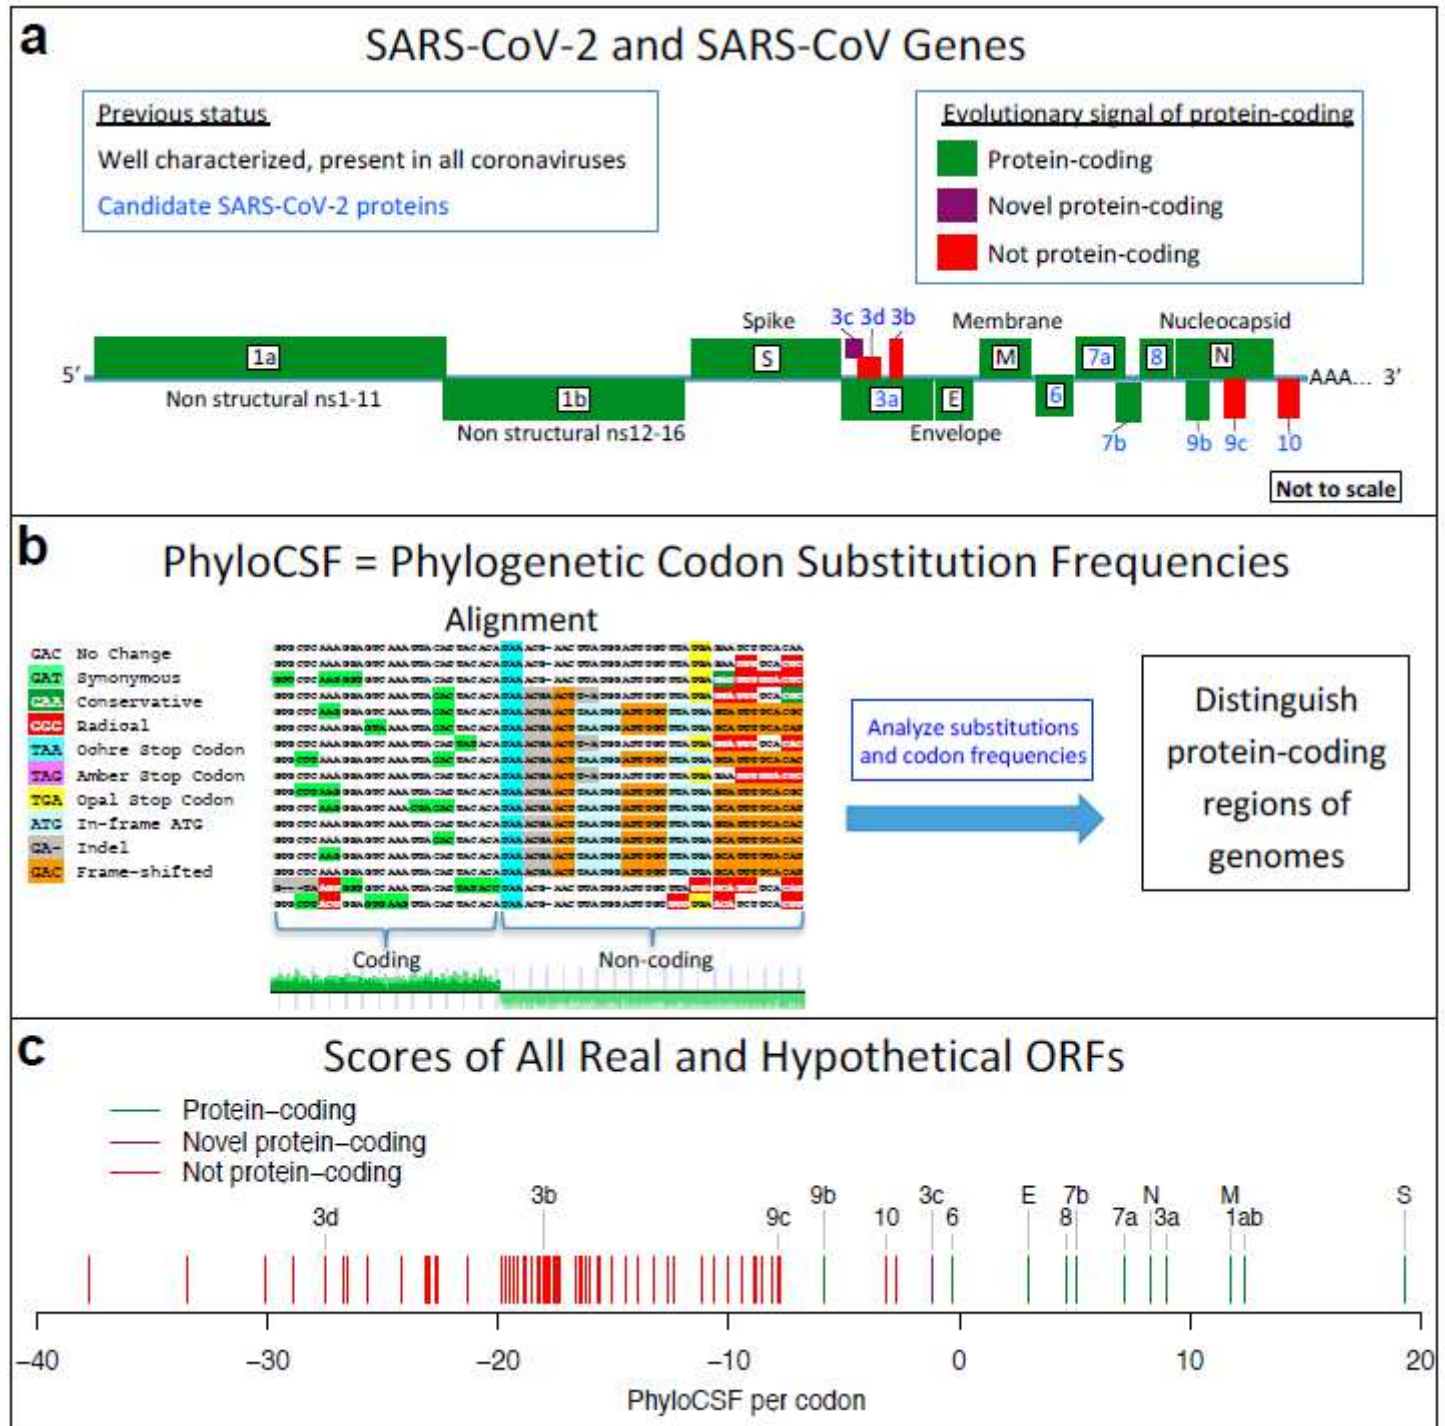 a
SARS-CoV-2 and SARS-CoV Genes
Previous status
Well characterized, present in all coronaviruses
Candidate SARS-CoV-2 proteins
Evolutionary signal of protein-coding
Protein-coding
Novel protein-coding
Not protein-coding
Spike 3c 3d 3b Membrane Nucleocapsid
1a S M 7a 8 N
5′ AAA... 3′
Non structural ns1-11 1b 3a E 6
Non structural ns12-16 Envelope 7b 9b 9c 10
Not to scale
b
PhyloCSF = Phylogenetic Codon Substitution Frequencies
Alignment
GAC No Change
GAT Synonymous
GAA Conservative
GGC Radical
TAA Ochre Stop Codon
TAG Amber Stop Codon
TGA Opal Stop Codon
ATG In-frame ATG
GA- Indel
GAC Frame-shifted
Coding Non-coding
Analyze substitutions
and codon frequencies
Distinguish
protein-coding
regions of
genomes
c
Scores of All Real and Hypothetical ORFs
Protein–coding
Novel protein–coding
Not protein–coding
3b 9b 3c E 7b N M S
3d 9c 10 6 8 7a 3a 1ab
–40 –30 –20 –10 0 10 20
PhyloCSF per codon